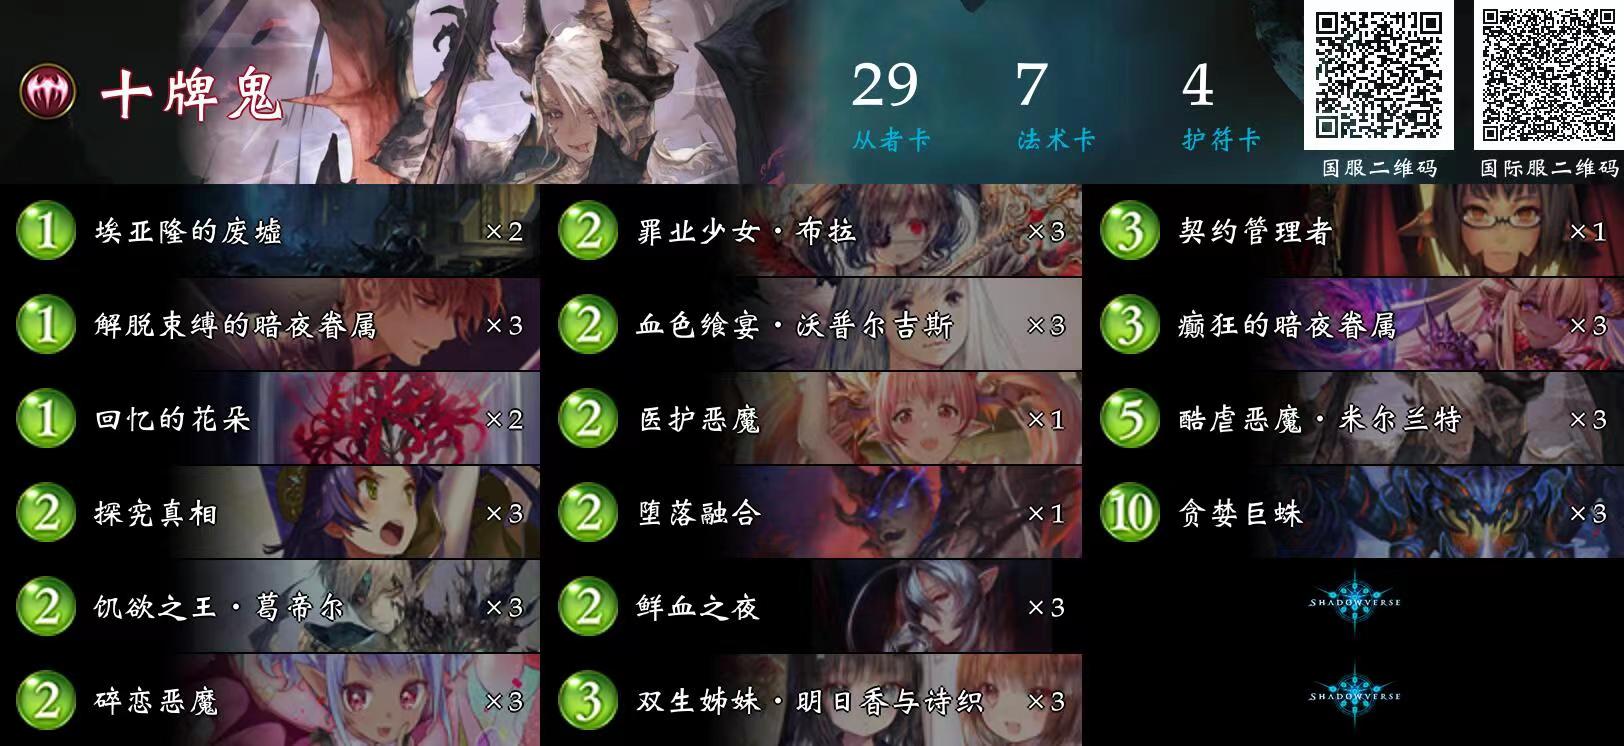 十牌鬼
29 7 4
从者卡 法术卡 护符卡
国服二维码 国际服二维码
1 埃亚隆的废墟 ×2
1 解脱束缚的暗夜眷属 ×3
1 回忆的花朵 ×2
2 探究真相 ×3
2 饥欲之王・葛帝尔 ×3
2 碎恋恶魔 ×3
2 罪业少女・布拉 ×3
2 血色飨宴・沃普尔吉斯 ×3
2 医护恶魔 ×1
2 堕落融合 ×1
2 鲜血之夜 ×3
3 双生姊妹・明日香与诗织 ×3
3 契约管理者 ×1
3 癫狂的暗夜眷属 ×3
5 酷虐恶魔・米尔兰特 ×3
10 贪婪巨蛛 ×3
SHADOWVERSE
SHADOWVERSE